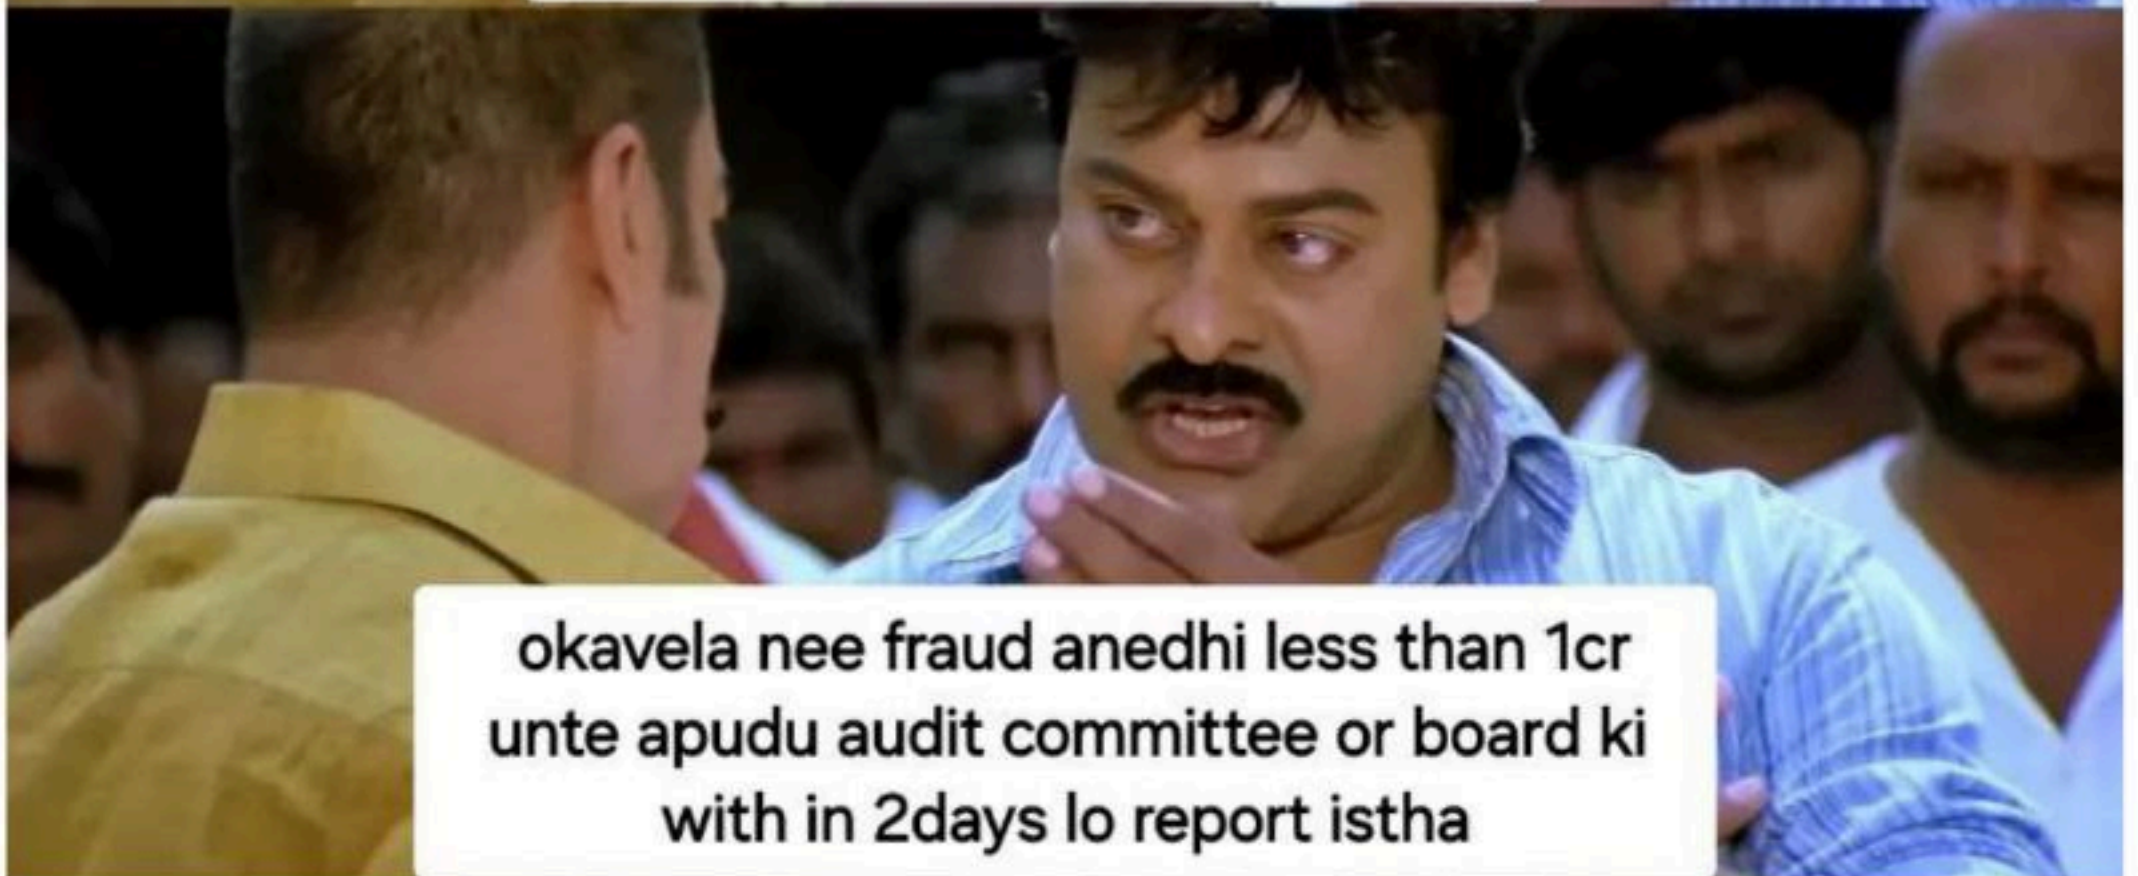 okavela nee fraud anedhi less than 1cr
unte apudu audit committee or board ki
with in 2days lo report istha